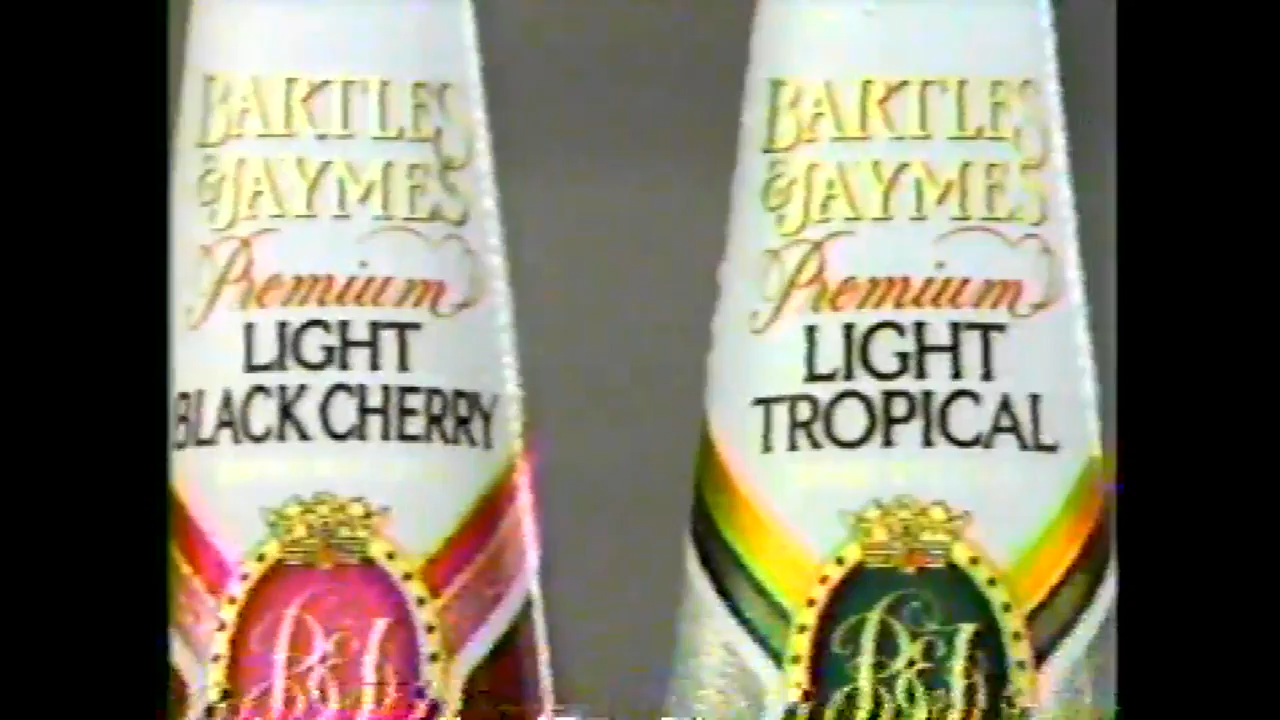 BARTLES
& JAYMES
Premium
LIGHT
BLACK CHERRY
B&J
BARTLES
& JAYMES
Premium
LIGHT
TROPICAL
B&J